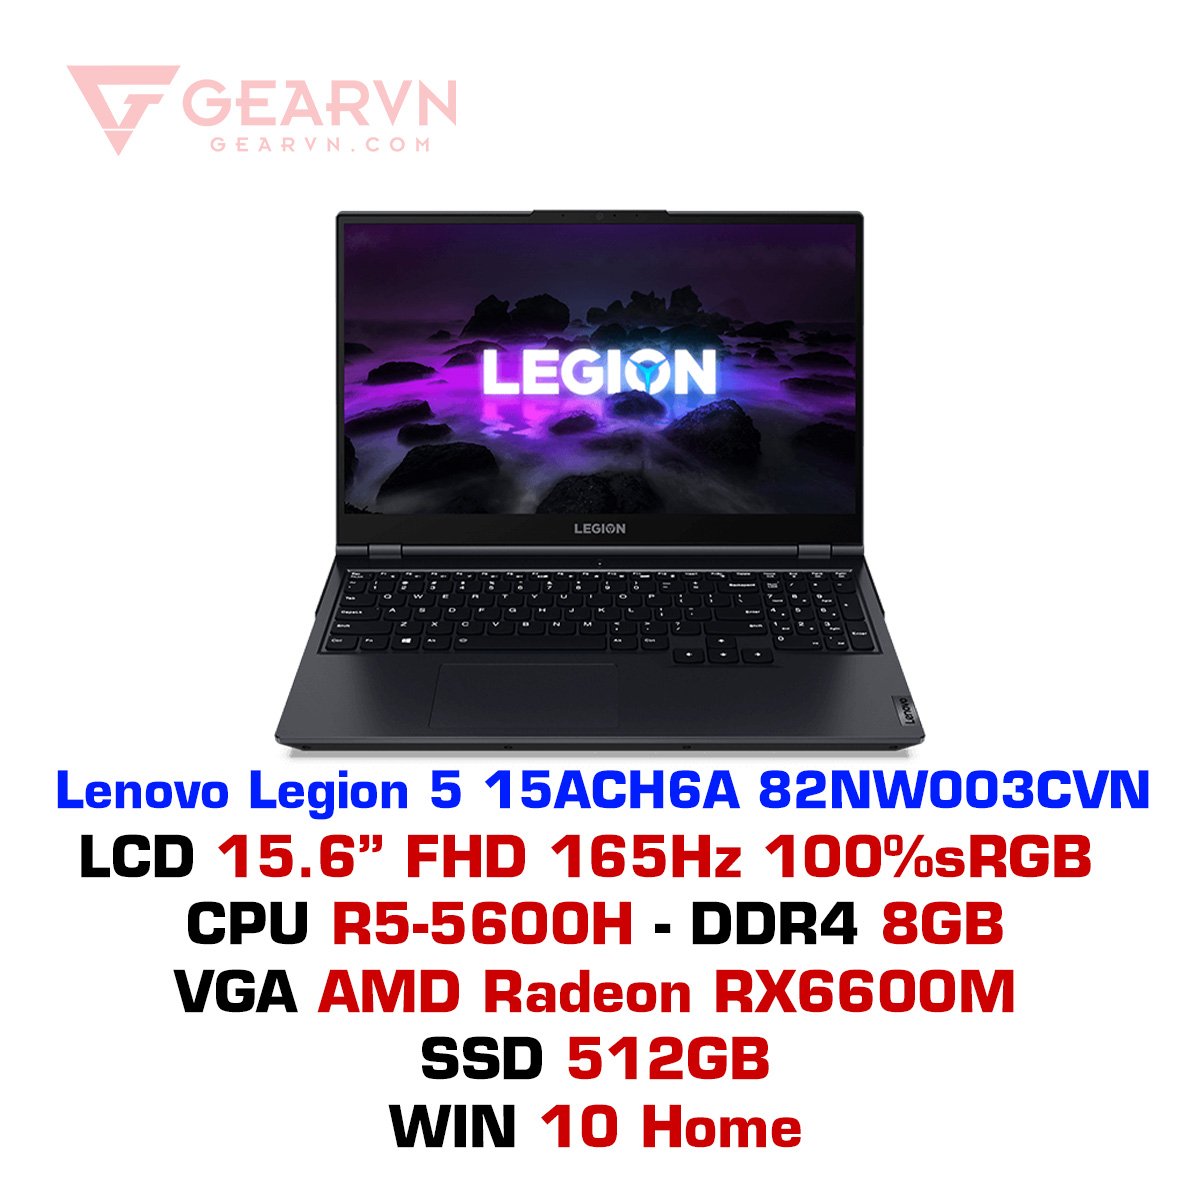 GEARVN
GEARVN.COM
LEGION
LEGION
Lenovo
Lenovo Legion 5 15ACH6A 82NW003CVN
LCD 15.6” FHD 165Hz 100%sRGB
CPU R5-5600H - DDR4 8GB
VGA AMD Radeon RX6600M
SSD 512GB
WIN 10 Home